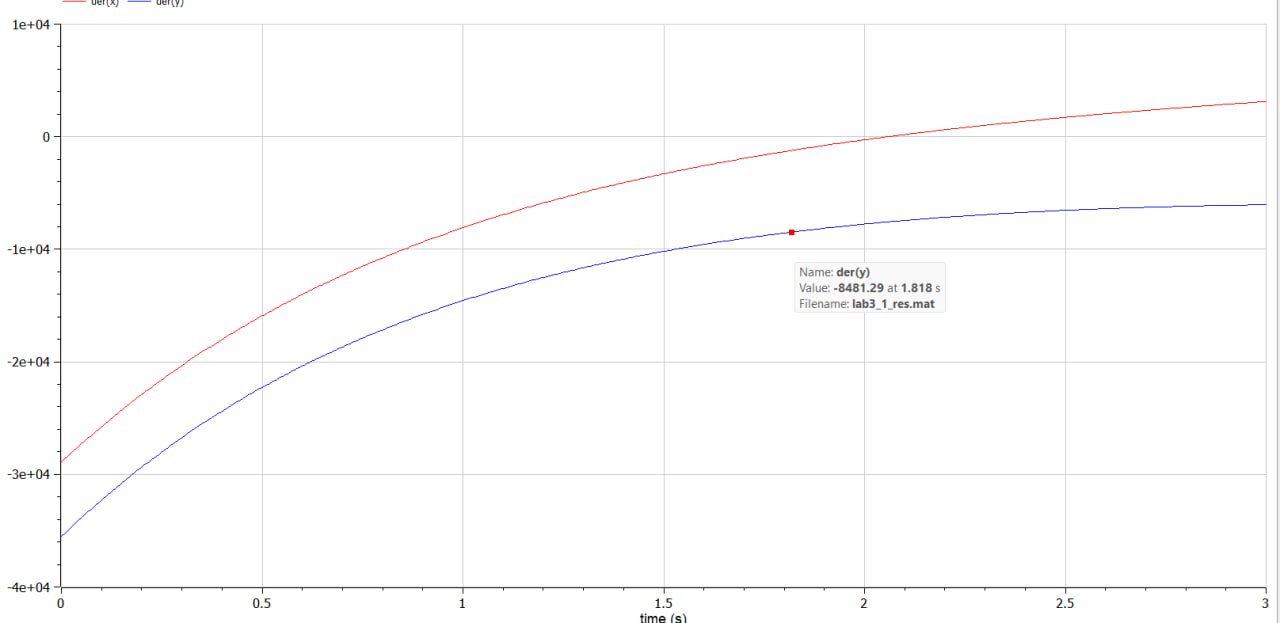 der(x) der(y)
1e+04
0
-1e+04
-2e+04
-3e+04
-4e+04
Name: der(y)
Value: -8481.29 at 1.818 s
Filename: lab3_1_res.mat
0 0.5 1 1.5 2 2.5 3
time (s)